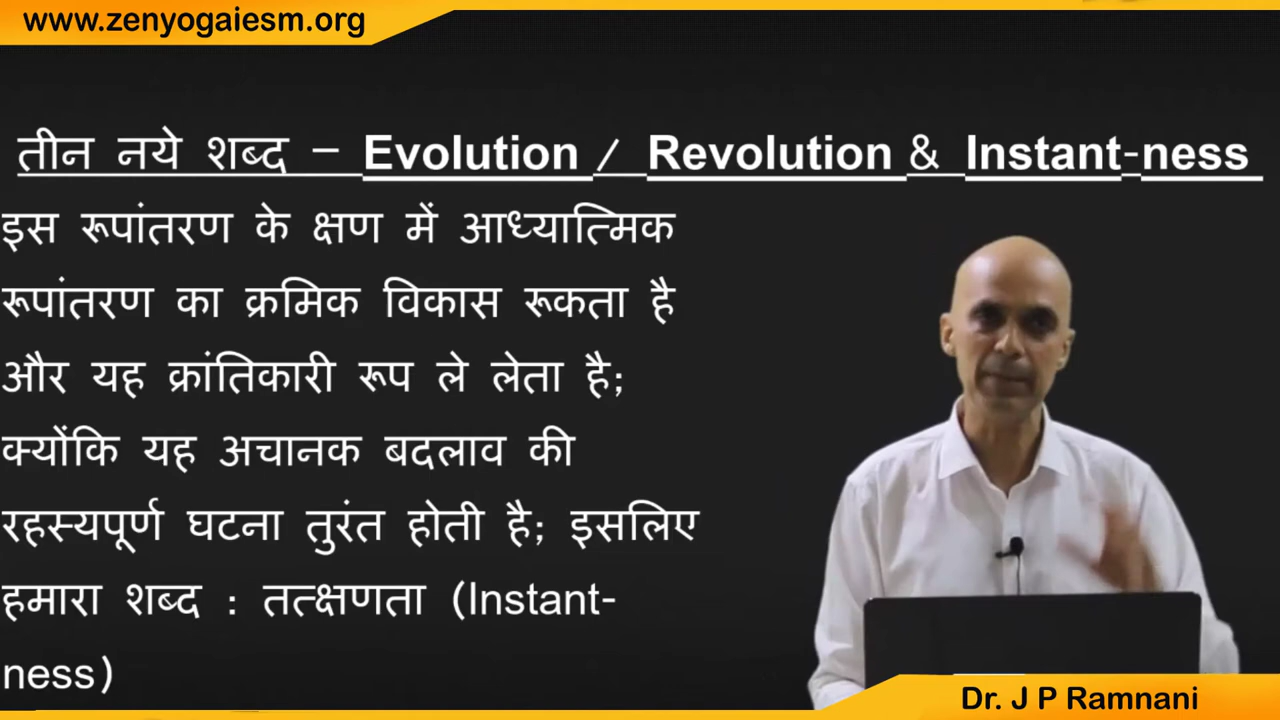 www.zenyogaiesm.org
तीन नये शब्द – Evolution / Revolution & Instant-ness
इस रूपांतरण के क्षण में आध्यात्मिक
रूपांतरण का क्रमिक विकास रूकता है
और यह क्रांतिकारी रूप ले लेता है;
क्योंकि यह अचानक बदलाव की
रहस्यपूर्ण घटना तुरंत होती है; इसलिए
हमारा शब्द : तत्क्षणता (Instant-
ness)
Dr. J P Ramnani